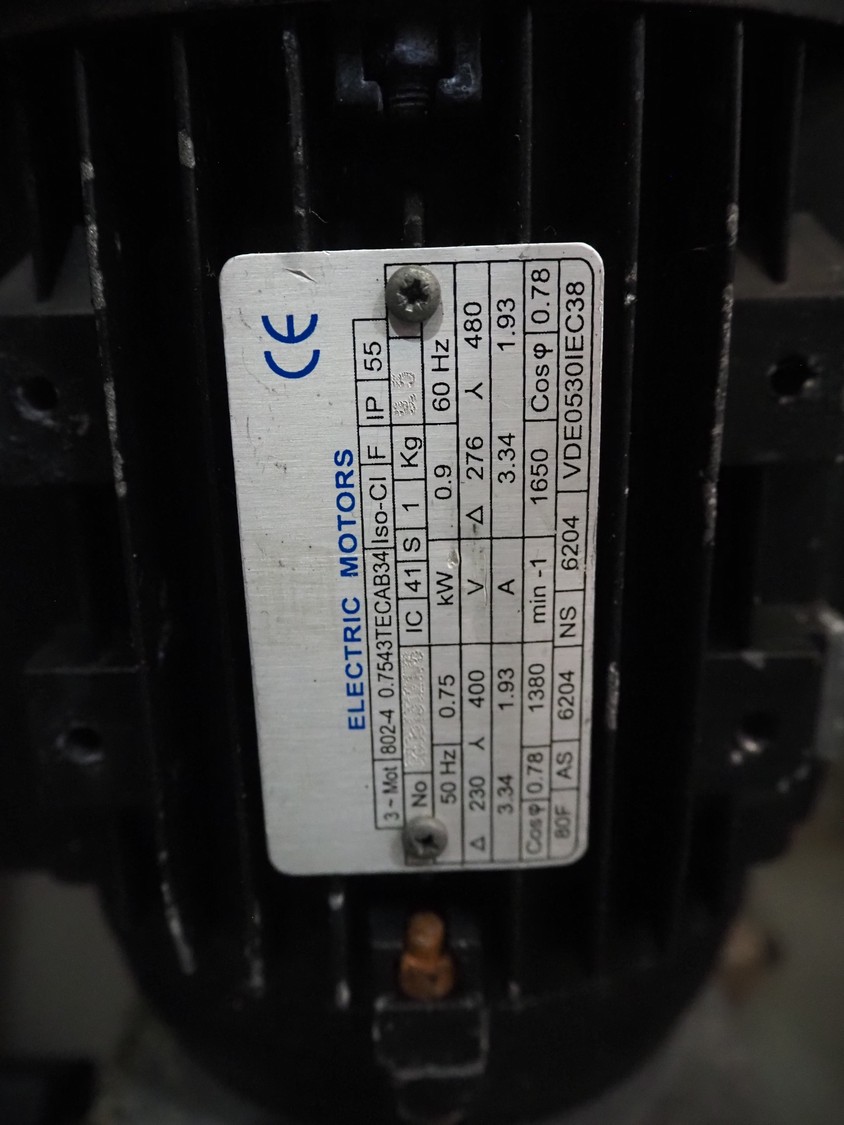 CE
ELECTRIC MOTORS
3~Mot 802-4 0.7543TECAB34 Iso-Cl F IP 55
No IC 41 S 1 Kg
50 Hz 0.75 kW 0.9 60 Hz
Δ 230 ⅄ 400 V Δ 276 ⅄ 480
3.34 1.93 A 3.34 1.93
Cosφ 0.78 1380 min -1 1650 Cosφ 0.78
80F AS 6204 NS 6204 VDE0530IEC38